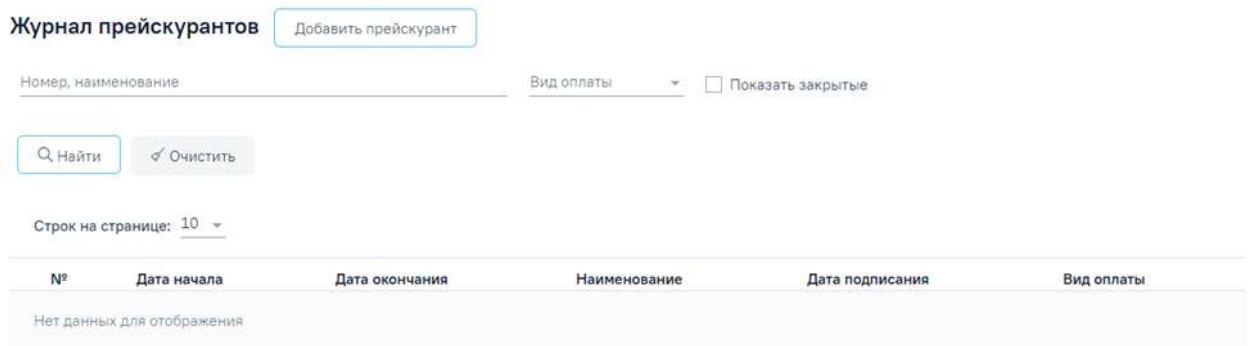 Журнал прейскурантов Добавить прейскурант
Номер, наименование Вид оплаты Показать закрытые
Найти Очистить
Строк на странице: 10
№ Дата начала Дата окончания Наименование Дата подписания Вид оплаты
Нет данных для отображения